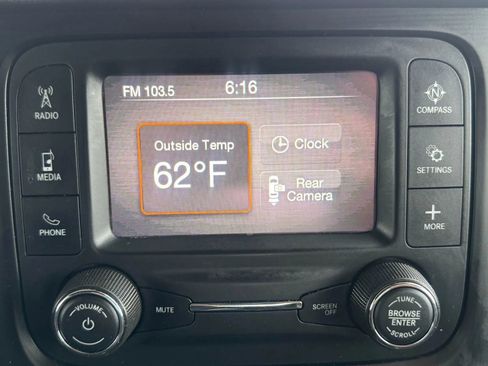 FM 103.5
6:16
RADIO
MEDIA
PHONE
Outside Temp
62°F
Clock
Rear
Camera
N
COMPASS
SETTINGS
MORE
VOLUME
MUTE
SCREEN
OFF
TUNE
BROWSE
ENTER
SCROLL